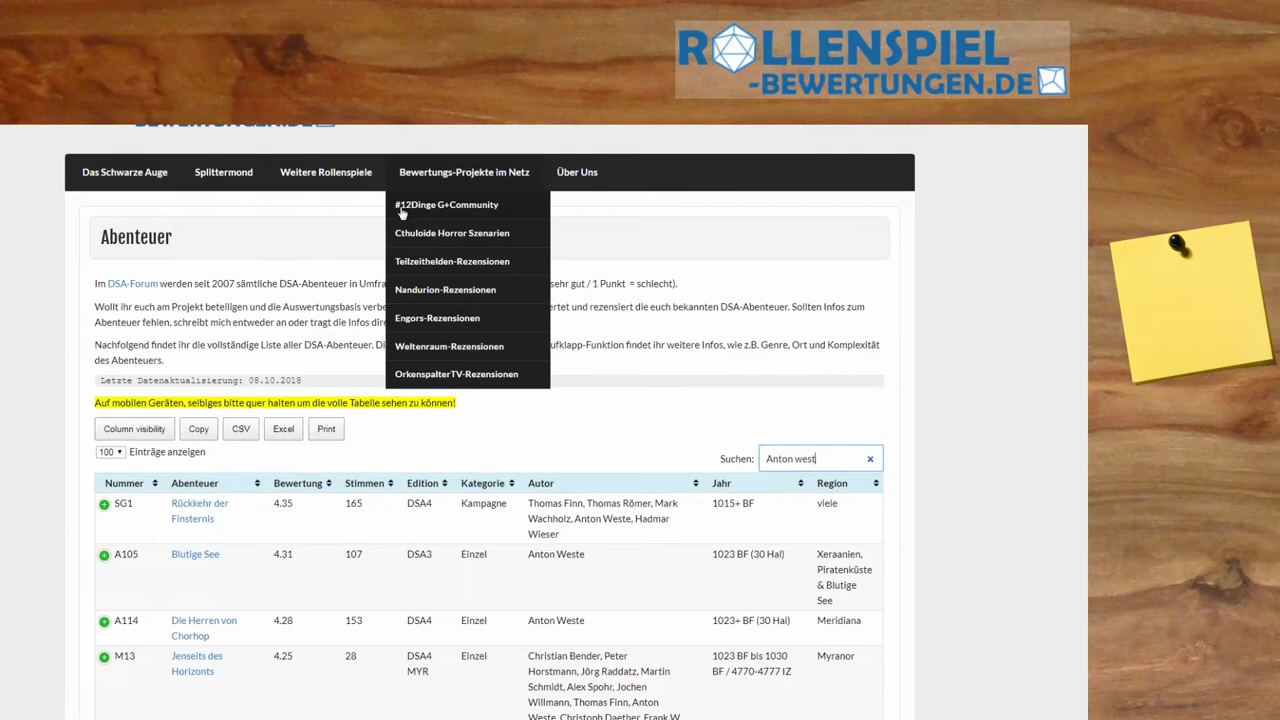 ROLLENSPIEL
-BEWERTUNGEN.DE
BEWERTUNGEN.DE
Das Schwarze Auge Splittermond Weitere Rollenspiele Bewertungs-Projekte im Netz Über Uns
#12Dinge G+Community
Cthuloide Horror Szenarien
Teilzeithelden-Rezensionen
Nandurion-Rezensionen
Engors-Rezensionen
Weltenraum-Rezensionen
OrkenspalterTV-Rezensionen
Abenteuer
Im DSA-Forum werden seit 2007 sämtliche DSA-Abenteuer in Umfra sehr gut / 1 Punkt = schlecht).
Wollt ihr euch am Projekt beteiligen und die Auswertungsbasis verbe ertet und rezensiert die euch bekannten DSA-Abenteuer. Sollten Infos zum
Abenteuer fehlen, schreibt mich entweder an oder tragt die Infos dire
Nachfolgend findet ihr die vollständige Liste aller DSA-Abenteuer. Di ufklapp-Funktion findet ihr weitere Infos, wie z.B. Genre, Ort und Komplexität
des Abenteuers.
Letzte Datenaktualisierung: 08.10.2018
Auf mobilen Geräten, selbiges bitte quer halten um die volle Tabelle sehen zu können!
Column visibility Copy CSV Excel Print
100 Einträge anzeigen
Suchen: Anton west
Nummer Abenteuer Bewertung Stimmen Edition Kategorie Autor Jahr Region
SG1 Rückkehr der 4.35 165 DSA4 Kampagne Thomas Finn, Thomas Römer, Mark 1015+ BF viele
Finsternis Wachholz, Anton Weste, Hadmar
Wieser
A105 Blutige See 4.31 107 DSA3 Einzel Anton Weste 1023 BF (30 Hal) Xeraanien,
Piratenküste
& Blutige
See
A114 Die Herren von 4.28 153 DSA4 Einzel Anton Weste 1023+ BF (30 Hal) Meridiana
Chorhop
M13 Jenseits des 4.25 28 DSA4 Einzel Christian Bender, Peter 1023 BF bis 1030 Myranor
Horizonts MYR Horstmann, Jörg Raddatz, Martin BF / 4770-4777 IZ
Schmidt, Alex Spohr, Jochen
Willmann, Thomas Finn, Anton
Weste, Christoph Daether, Frank W